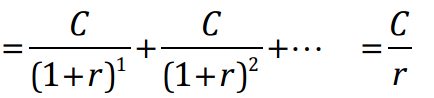 = C/(1+r)¹ + C/(1+r)² + ⋯ = C/r